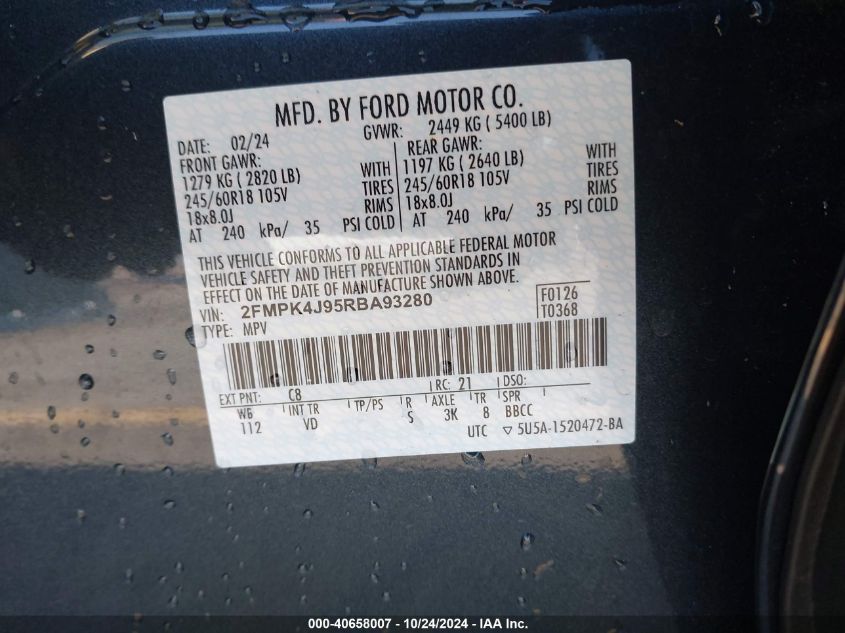 MFD. BY FORD MOTOR CO.
DATE: 02/24 GVWR: 2449 KG ( 5400 LB)
FRONT GAWR: REAR GAWR:
1279 KG ( 2820 LB) WITH 1197 KG ( 2640 LB) WITH
245/60R18 105V TIRES 245/60R18 105V TIRES
18x8.0J RIMS 18x8.0J RIMS
AT 240 kPa/ 35 PSI COLD AT 240 kPa/ 35 PSI COLD
THIS VEHICLE CONFORMS TO ALL APPLICABLE FEDERAL MOTOR
VEHICLE SAFETY AND THEFT PREVENTION STANDARDS IN
EFFECT ON THE DATE OF MANUFACTURE SHOWN ABOVE.
VIN: 2FMPK4J95RBA93280 F0126
TYPE: MPV T0368
EXT PNT: C8 RC: 21 DSO:
WB INT TR TP/PS R AXLE TR SPR
112 VD S 3K 8 BBCC
UTC ▽ 5U5A-1520472-BA
000-40658007 - 10/24/2024 - IAA Inc.